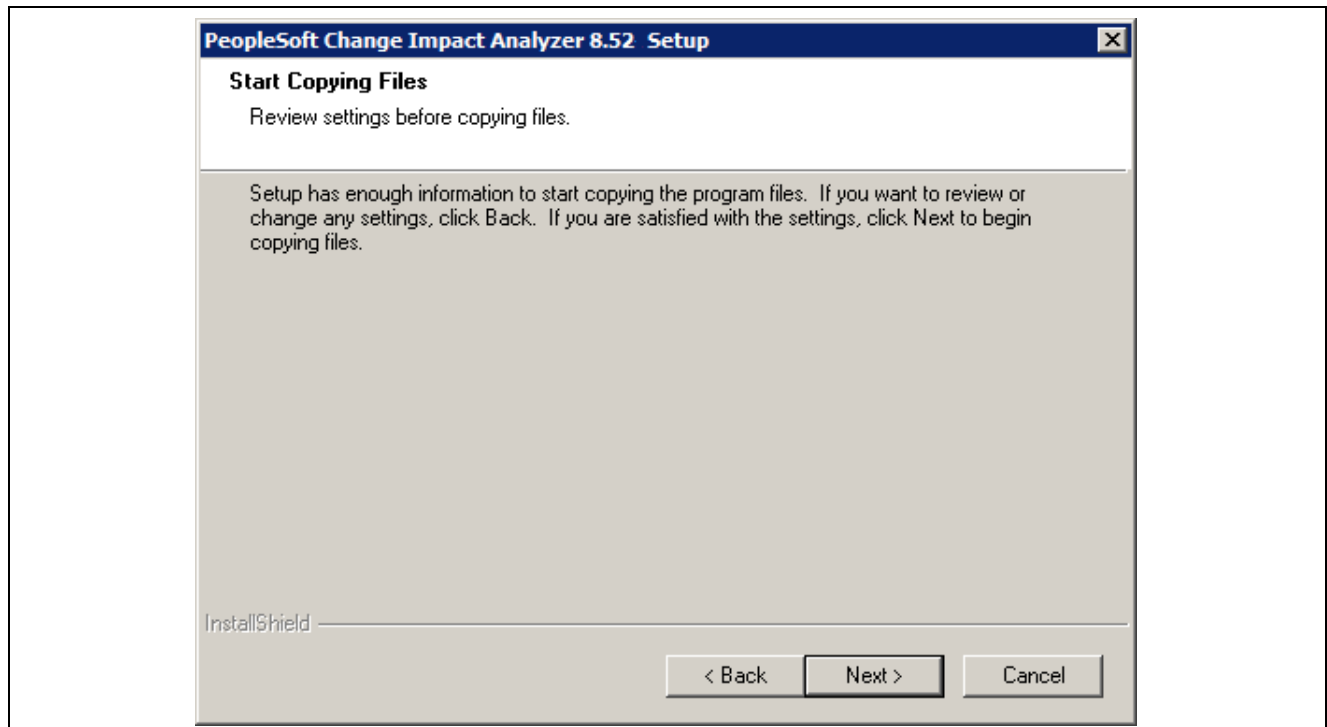 PeopleSoft Change Impact Analyzer 8.52  Setup
Start Copying Files
Review settings before copying files.
Setup has enough information to start copying the program files.  If you want to review or
change any settings, click Back.  If you are satisfied with the settings, click Next to begin
copying files.
InstallShield
< Back
Next >
Cancel